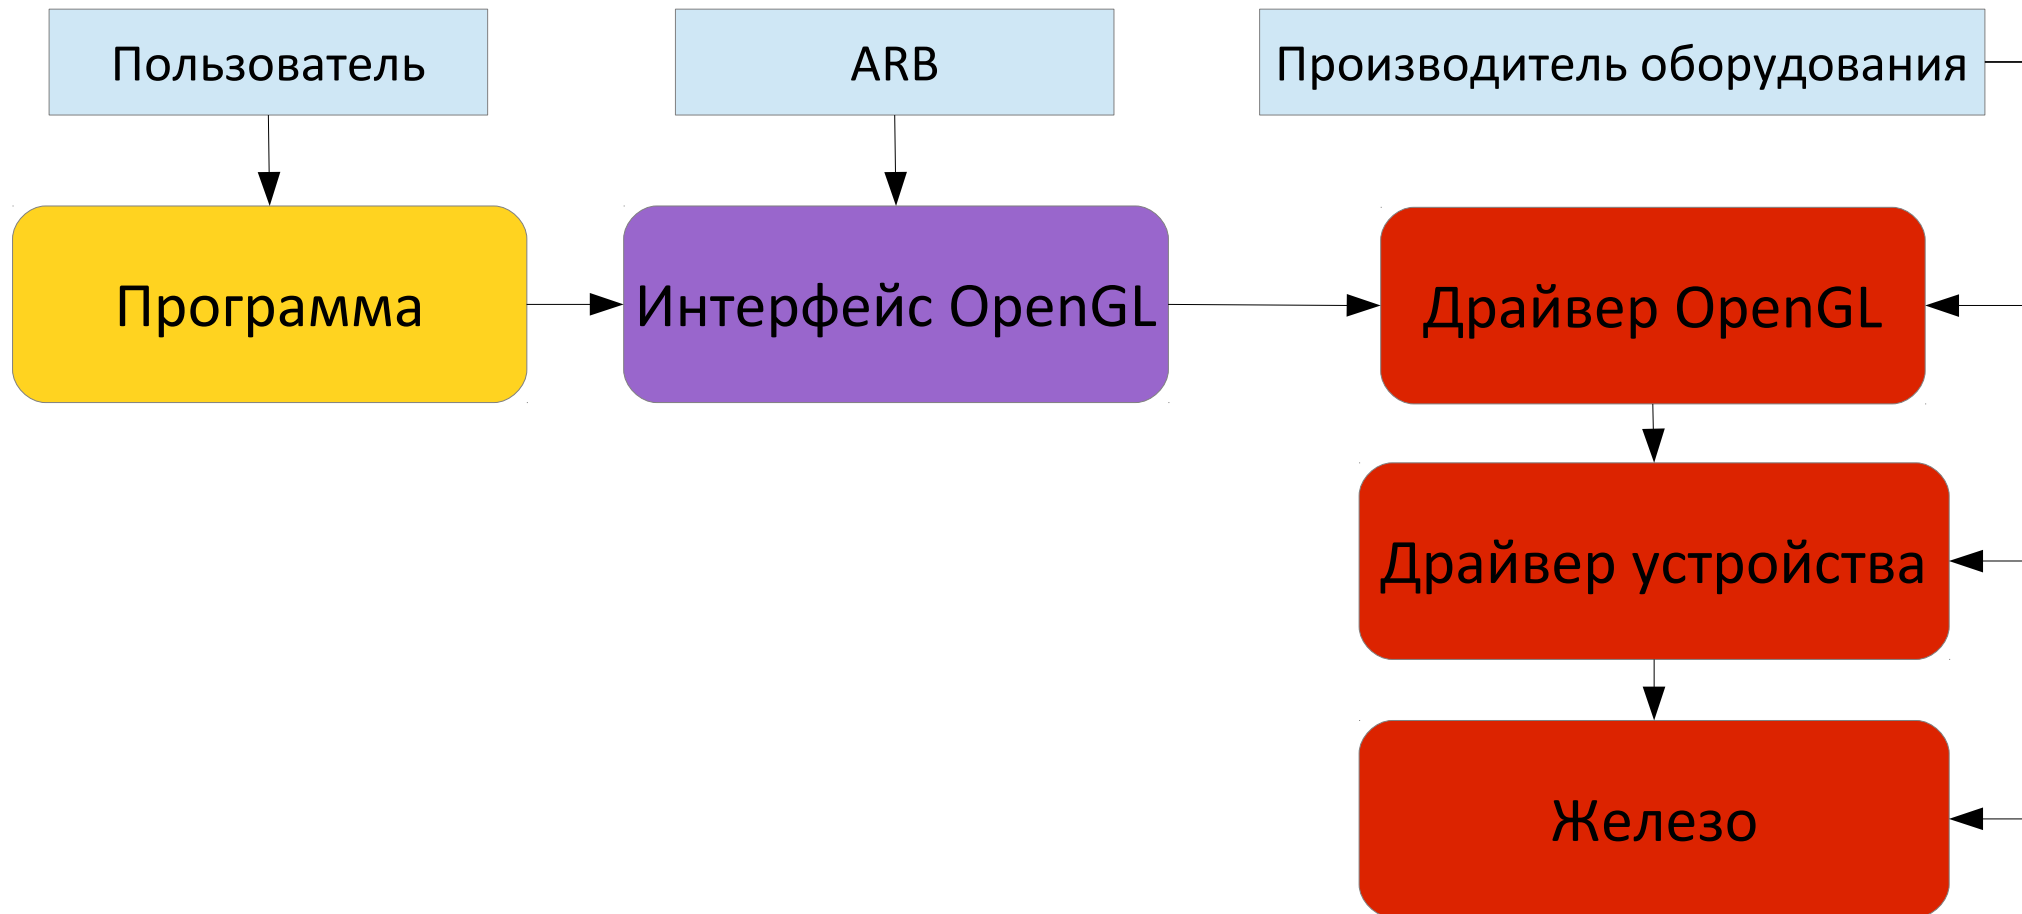 Пользователь
ARB
Производитель оборудования
Программа
Интерфейс OpenGL
Драйвер OpenGL
Драйвер устройства
Железо